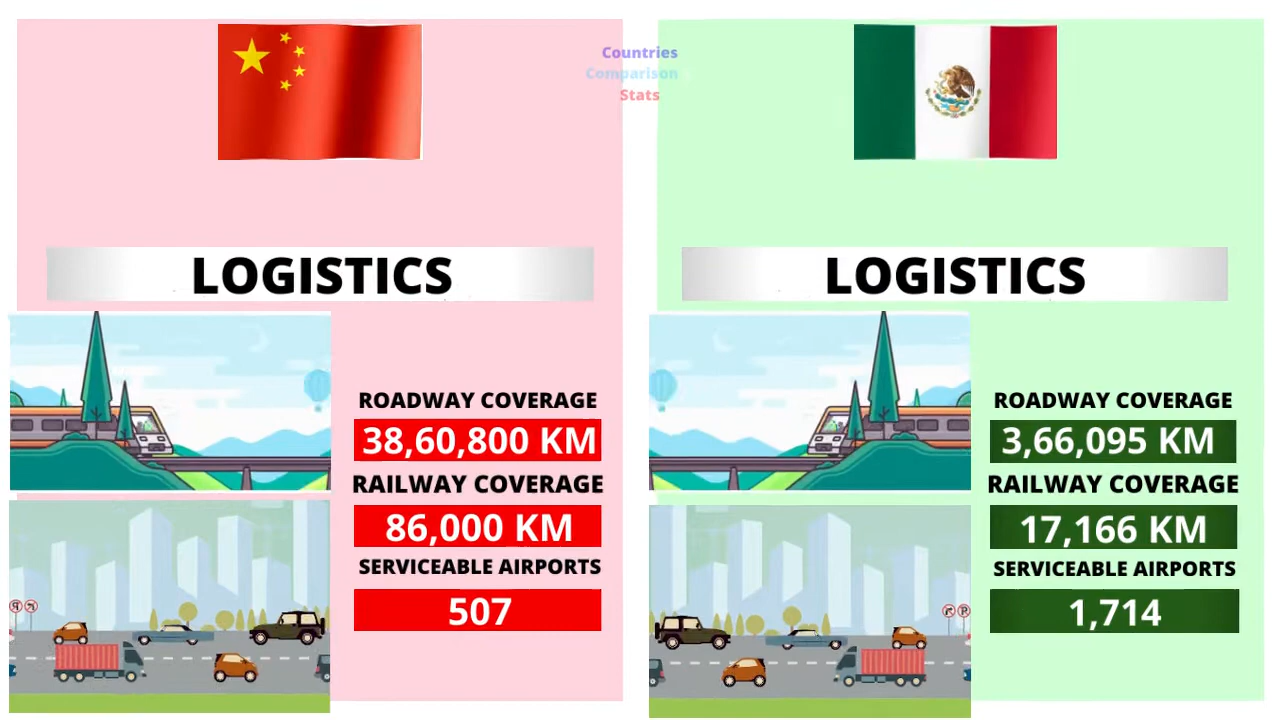 Countries
Comparison
Stats
LOGISTICS
ROADWAY COVERAGE
38,60,800 KM
RAILWAY COVERAGE
86,000 KM
SERVICEABLE AIRPORTS
507
LOGISTICS
ROADWAY COVERAGE
3,66,095 KM
RAILWAY COVERAGE
17,166 KM
SERVICEABLE AIRPORTS
1,714